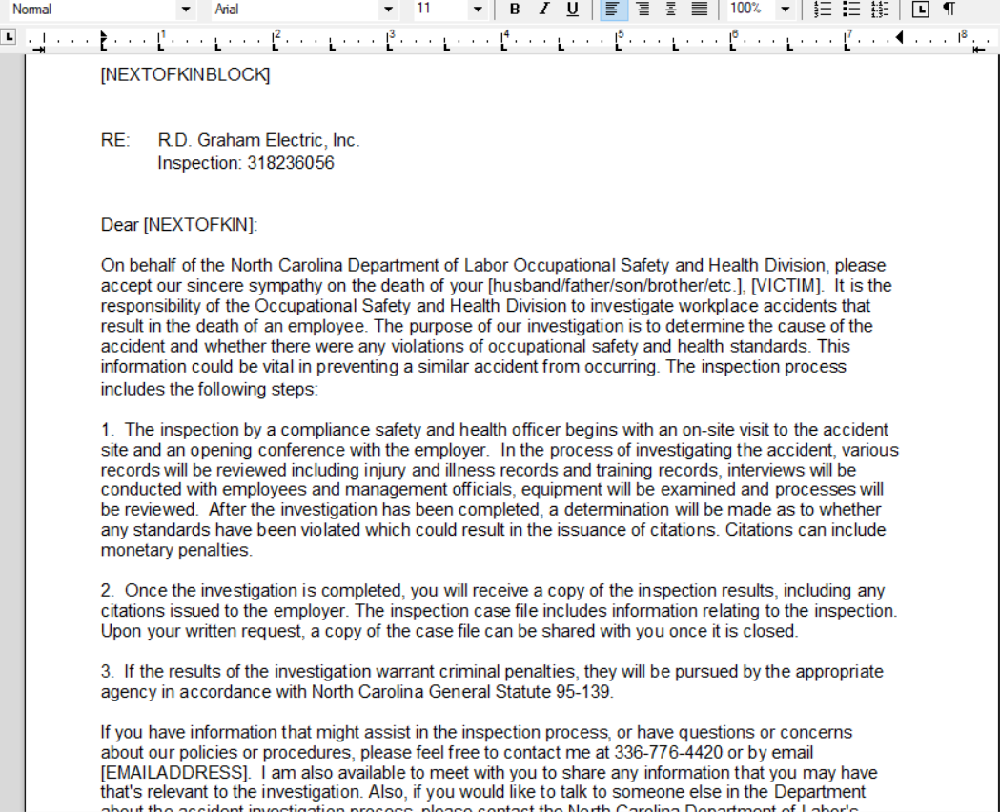 Normal Arial 11 B I U 100% ¶
L 1 2 3 4 5 6 7 8
[NEXTOFKINBLOCK]
RE: R.D. Graham Electric, Inc.
Inspection: 318236056
Dear [NEXTOFKIN]:
On behalf of the North Carolina Department of Labor Occupational Safety and Health Division, please
accept our sincere sympathy on the death of your [husband/father/son/brother/etc.], [VICTIM].  It is the
responsibility of the Occupational Safety and Health Division to investigate workplace accidents that
result in the death of an employee. The purpose of our investigation is to determine the cause of the
accident and whether there were any violations of occupational safety and health standards. This
information could be vital in preventing a similar accident from occurring. The inspection process
includes the following steps:
1.  The inspection by a compliance safety and health officer begins with an on-site visit to the accident
site and an opening conference with the employer.  In the process of investigating the accident, various
records will be reviewed including injury and illness records and training records, interviews will be
conducted with employees and management officials, equipment will be examined and processes will
be reviewed.  After the investigation has been completed, a determination will be made as to whether
any standards have been violated which could result in the issuance of citations. Citations can include
monetary penalties.
2.  Once the investigation is completed, you will receive a copy of the inspection results, including any
citations issued to the employer. The inspection case file includes information relating to the inspection.
Upon your written request, a copy of the case file can be shared with you once it is closed.
3.  If the results of the investigation warrant criminal penalties, they will be pursued by the appropriate
agency in accordance with North Carolina General Statute 95-139.
If you have information that might assist in the inspection process, or have questions or concerns
about our policies or procedures, please feel free to contact me at 336-776-4420 or by email
[EMAILADDRESS].  I am also available to meet with you to share any information that you may have
that's relevant to the investigation. Also, if you would like to talk to someone else in the Department
about the accident investigation process, please contact the North Carolina Department of Labor's